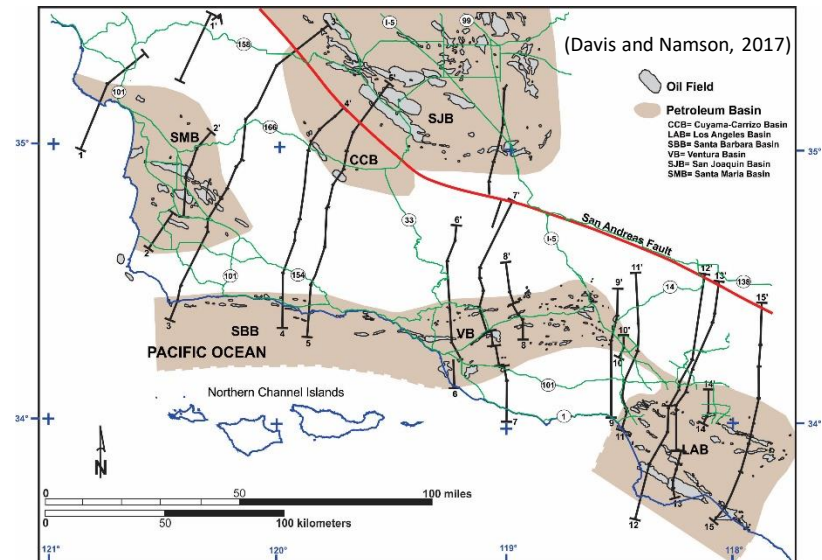 (Davis and Namson, 2017)
Oil Field
Petroleum Basin
CCB= Cuyama-Carrizo Basin
LAB= Los Angeles Basin
SBB= Santa Barbara Basin
VB= Ventura Basin
SJB= San Joaquin Basin
SMB= Santa Maria Basin
1'
3'
158
I-5
99
101
5'
4'
SJB
35°
SMB
2'
166
35°
1
CCB
7'
San Andreas Fault
6'
33
2
8'
I-5
11'
12'
9'
14
13'
138
15'
101
154
10'
3
SBB
4
5
VB
8
10
PACIFIC OCEAN
6
101
14'
Northern Channel Islands
34°
7
1
9
11
14
34°
LAB
N
13
0
50
100 miles
12
15
0
50
100 kilometers
121°
120°
119°
118°